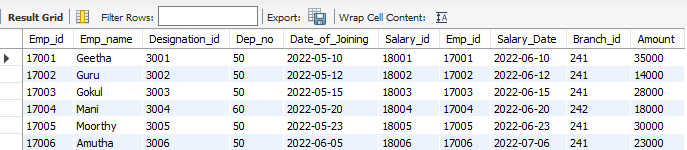 Result Grid Filter Rows: Export: Wrap Cell Content:
Emp_id Emp_name Designation_id Dep_no Date_of_Joining Salary_id Emp_id Salary_Date Branch_id Amount
17001 Geetha 3001 50 2022-05-10 18001 17001 2022-06-10 241 35000
17002 Guru 3002 50 2022-05-12 18002 17002 2022-06-12 241 14000
17003 Gokul 3003 50 2022-05-15 18003 17003 2022-06-15 241 28000
17004 Mani 3004 60 2022-05-20 18004 17004 2022-06-20 242 18000
17005 Moorthy 3005 50 2022-05-23 18005 17005 2022-06-23 241 30000
17006 Amutha 3006 50 2022-06-05 18006 17006 2022-07-06 241 23000